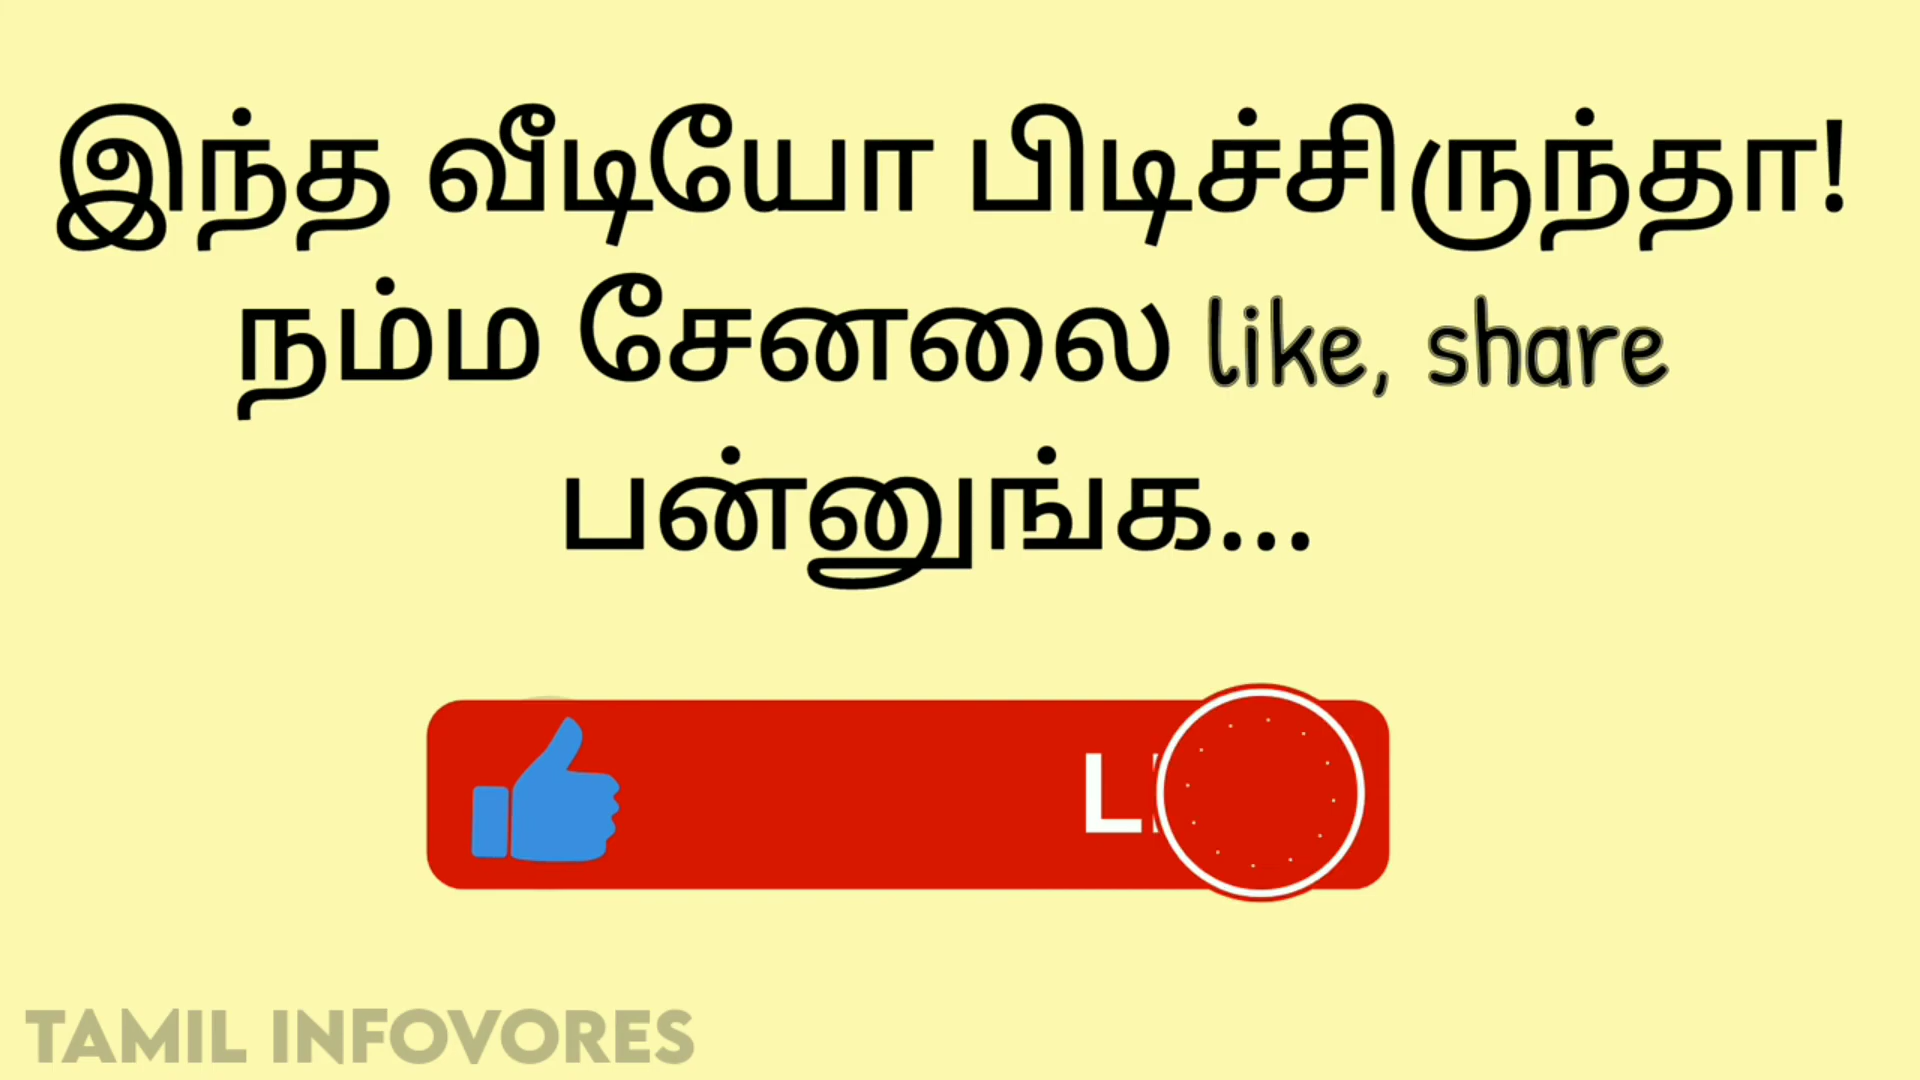 இந்த வீடியோ பிடிச்சிருந்தா!
நம்ம சேனலை like, share
பன்னுங்க...
TAMIL INFOVORES